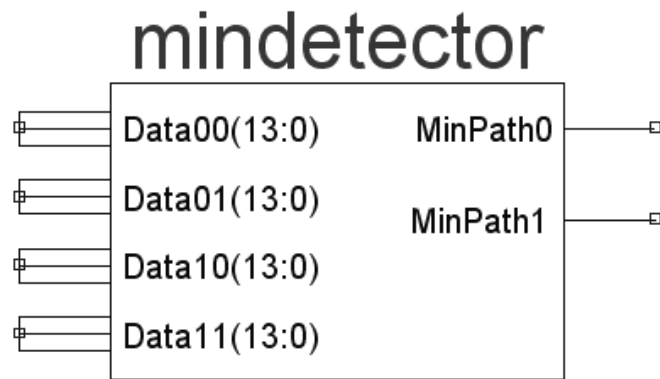 mindetector
Data00(13:0)
MinPath0
Data01(13:0)
MinPath1
Data10(13:0)
Data11(13:0)